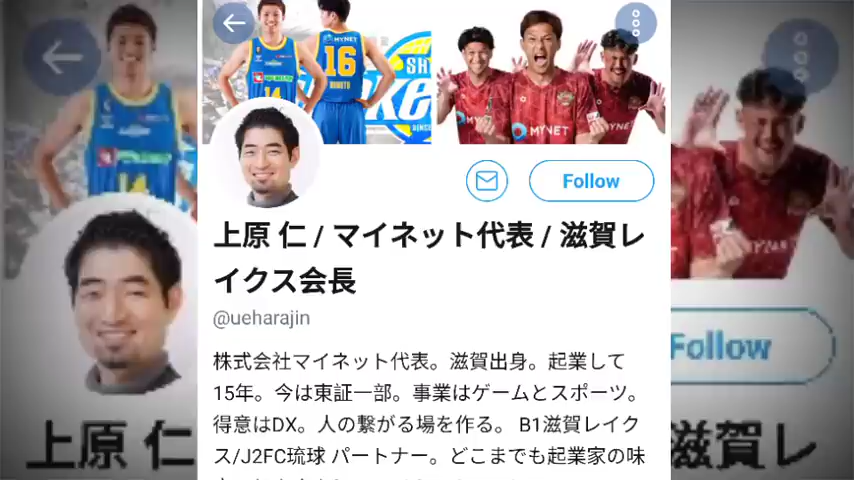 MYNET
16
SH
14
MYNET
MYNET
Follow
上原 仁 / マイネット代表 / 滋賀レ
イクス会長
@ueharajin
株式会社マイネット代表。滋賀出身。起業して
15年。今は東証一部。事業はゲームとスポーツ。
得意はDX。人の繋がる場を作る。 B1滋賀レイク
ス/J2FC琉球 パートナー。どこまでも起業家の味
Follow
上原 仁
滋賀レ